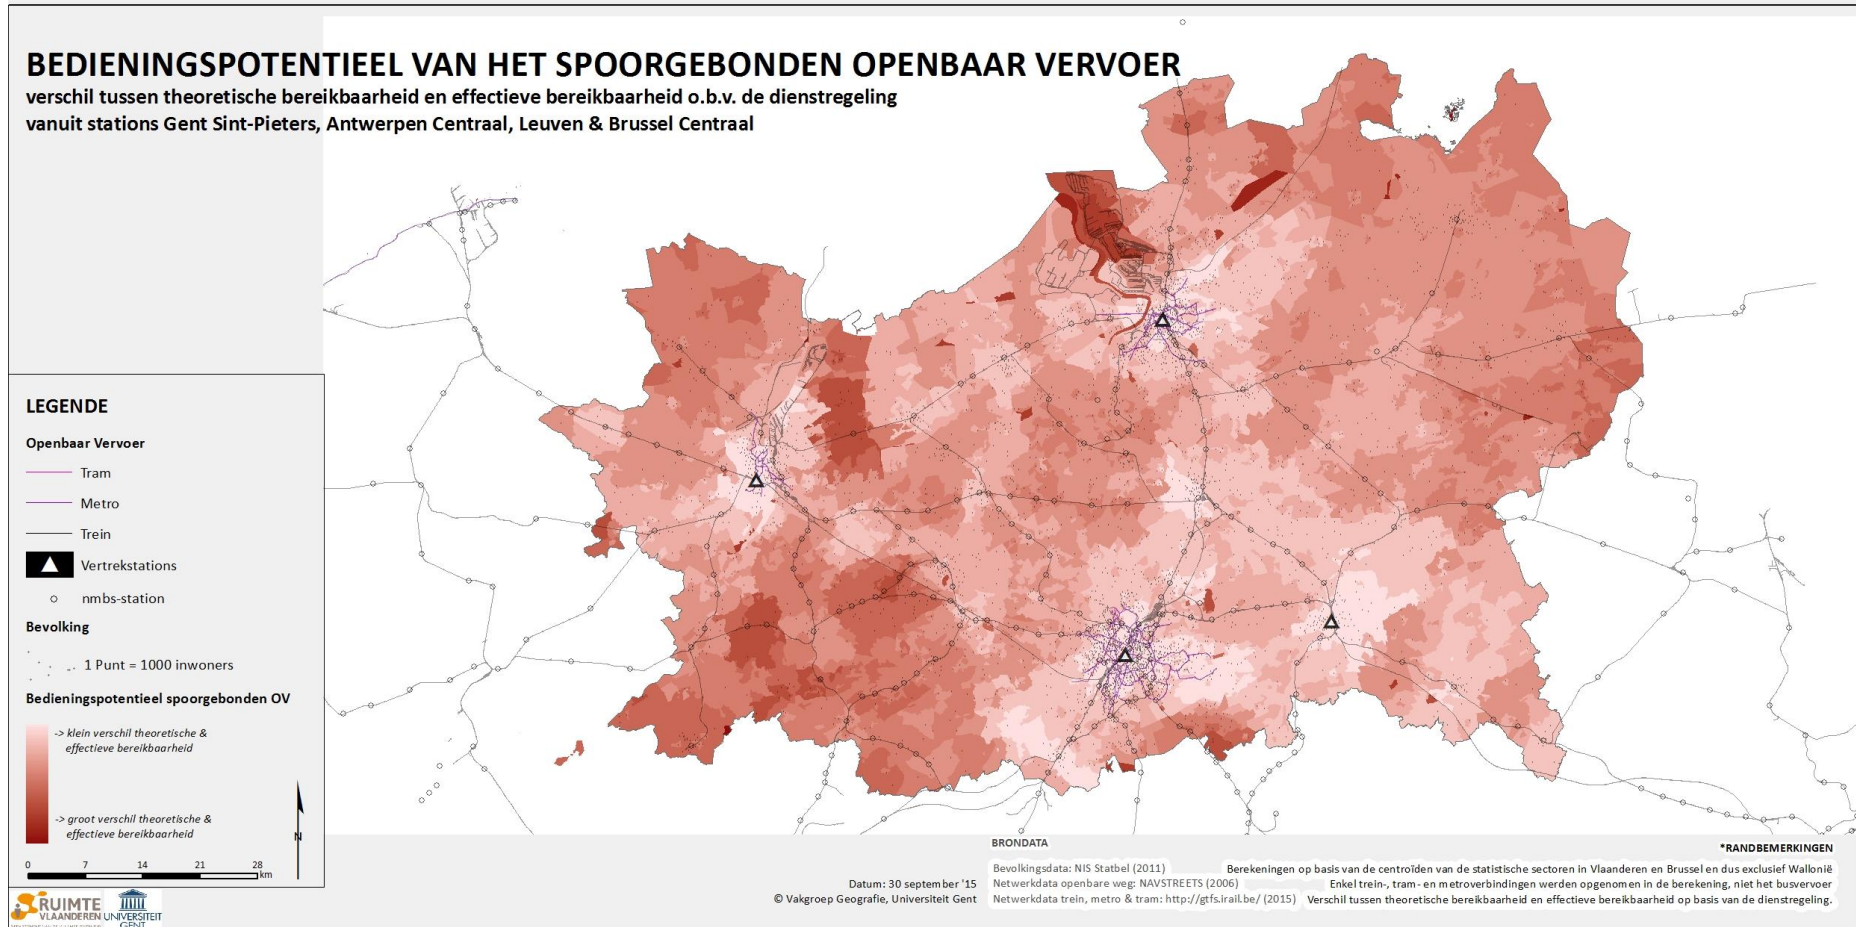 BEDIENINGSPOTENTIEEL VAN HET SPOORGEBONDEN OPENBAAR VERVOER
verschil tussen theoretische bereikbaarheid en effectieve bereikbaarheid o.b.v. de dienstregeling
vanuit stations Gent Sint-Pieters, Antwerpen Centraal, Leuven & Brussel Centraal
LEGENDE
Openbaar Vervoer
Tram
Metro
Trein
Vertrekstations
nmbs-station
Bevolking
1 Punt = 1000 inwoners
Bedieningspotentieel spoorgebonden OV
-> klein verschil theoretische &
effectieve bereikbaarheid
-> groot verschil theoretische &
effectieve bereikbaarheid
N
0 7 14 21 28
km
RUIMTE
VLAANDEREN
UNIVERSITEIT
GENT
Datum: 30 september '15
© Vakgroep Geografie, Universiteit Gent
BRONDATA
Bevolkingsdata: NIS Statbel (2011)
Netwerkdata openbare weg: NAVSTREETS (2006)
Netwerkdata trein, metro & tram: http://gtfs.irail.be/ (2015)
*RANDBEMERKINGEN
Berekeningen op basis van de centroïden van de statistische sectoren in Vlaanderen en Brussel en dus exclusief Wallonië
Enkel trein-, tram- en metroverbindingen werden opgenomen in de berekening, niet het busvervoer
Verschil tussen theoretische bereikbaarheid en effectieve bereikbaarheid op basis van de dienstregeling.